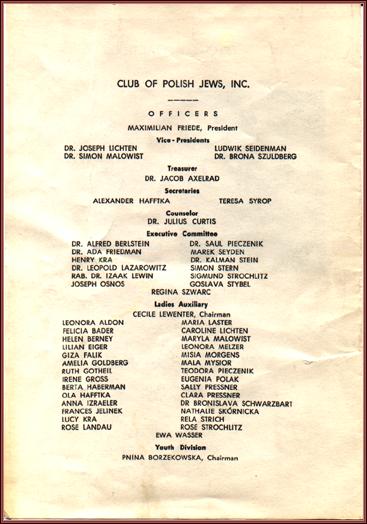 CLUB OF POLISH JEWS, INC.
OFFICERS
MAXIMILIAN FRIEDE, President
Vice-Presidents
DR. JOSEPH LICHTEN LUDWIK SEIDENMAN
DR. SIMON MALOWIST DR. BRONA SZULDBERG
Treasurer
DR. JACOB AXELRAD
Secretaries
ALEXANDER HAFFTKA TERESA SYROP
Counselor
DR. JULIUS CURTIS
Executive Committee
DR. ALFRED BERLSTEIN DR. SAUL PIECZENIK
DR. ADA FRIEDMAN MAREK SEYDEN
HENRY KRA DR. KALMAN STEIN
DR. LEOPOLD LAZAROWITZ SIMON STERN
RAB. DR. IZAAK LEWIN SIGMUND STROCHLITZ
JOSEPH OSNOS GOSLAVA STYBEL
REGINA SZWARC
Ladies Auxiliary
CECILE LEWENTER, Chairman
LEONORA ALDON MARIA LASTER
FELICIA BADER CAROLINE LICHTEN
HELEN BERNEY MARYLA MALOWIST
LILIAN EIGER LEONORA MELZER
GIZA FALIK MISIA MORGENS
AMELIA GOLDBERG MALA MYSIOR
RUTH GOTHEIL TEODORA PIECZENIK
IRENE GROSS EUGENIA POLAK
BERTA HABERMAN SALLY PRESSNER
OLA HAFFTKA CLARA PRESSNER
ANNA IZRAELER DR BRONISLAVA SCHWARZBART
FRANCES JELINEK NATHALIE SKÓRNICKA
LUCY KRA RELA STRICH
ROSE LANDAU ROSE STROCHLITZ
EWA WASSER
Youth Division
PNINA BORZEKOWSKA, Chairman